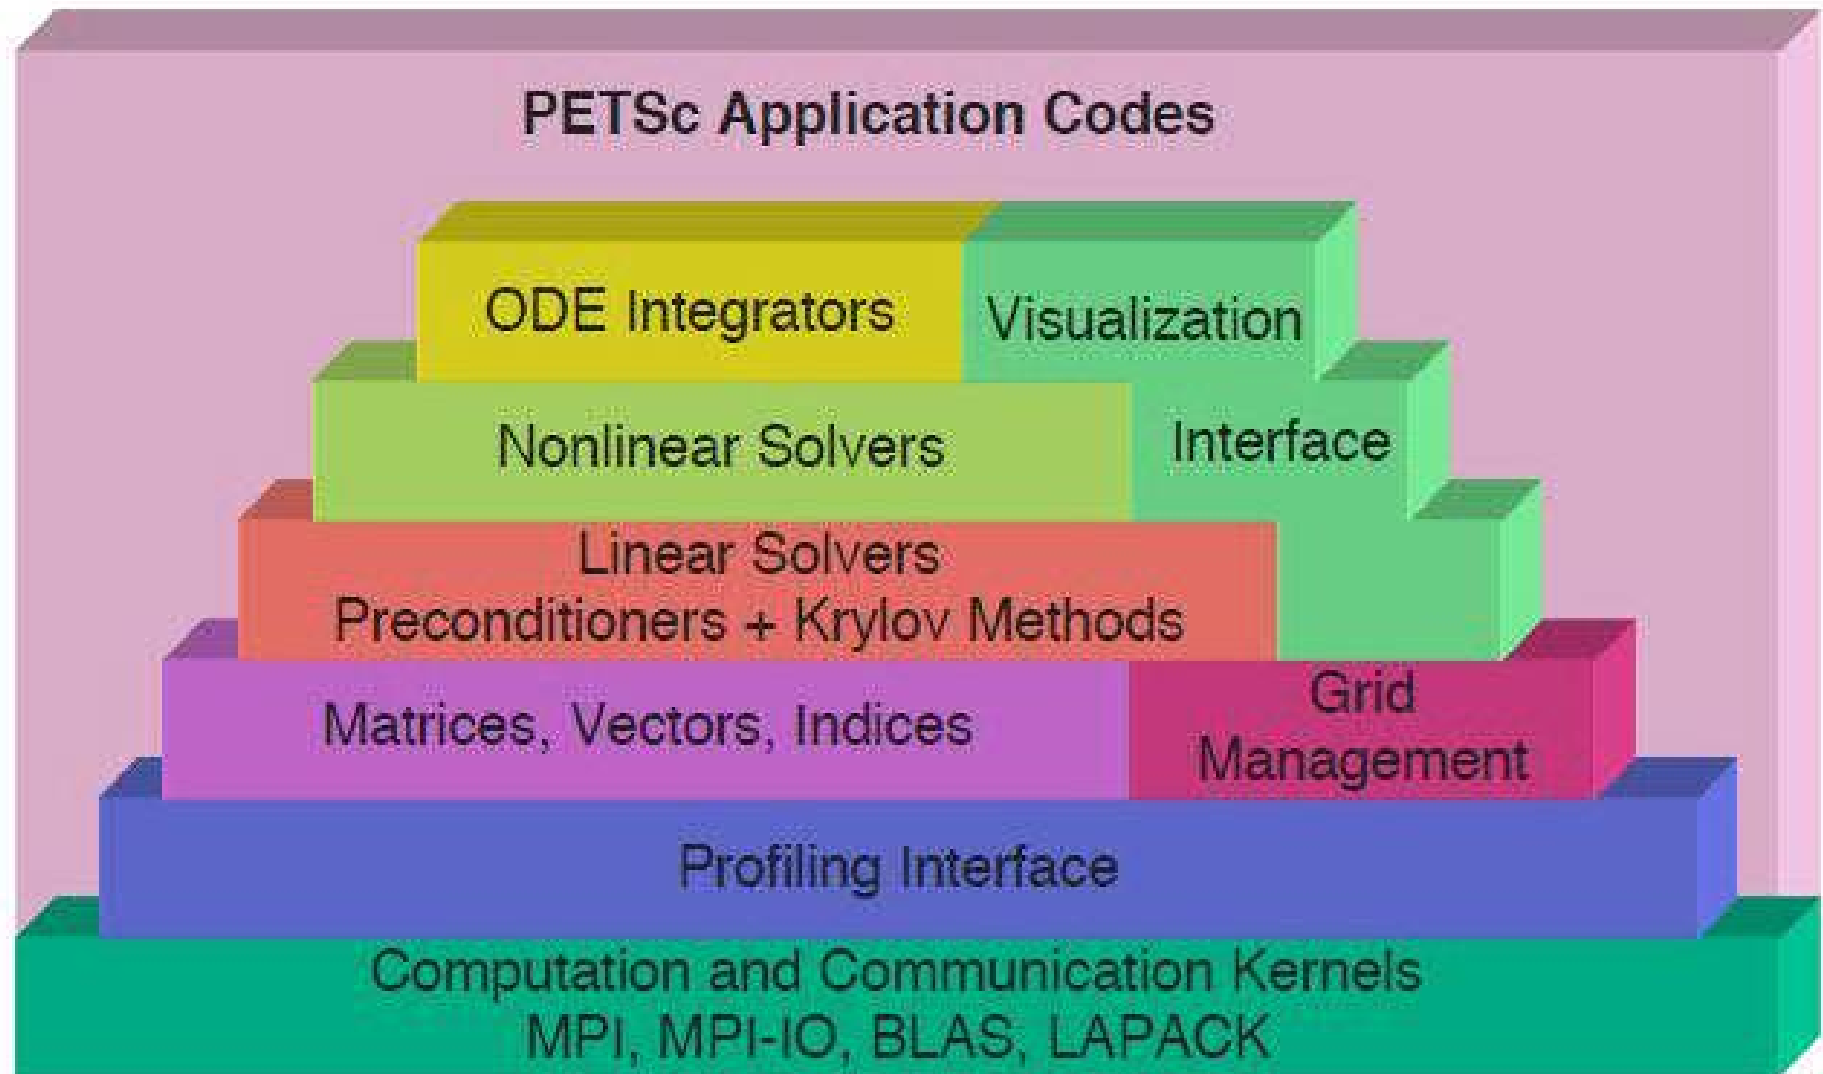 PETSc Application Codes
ODE Integrators
Visualization
Nonlinear Solvers
Interface
Linear Solvers
Preconditioners + Krylov Methods
Matrices, Vectors, Indices
Grid
Management
Profiling Interface
Computation and Communication Kernels
MPI, MPI-IO, BLAS, LAPACK